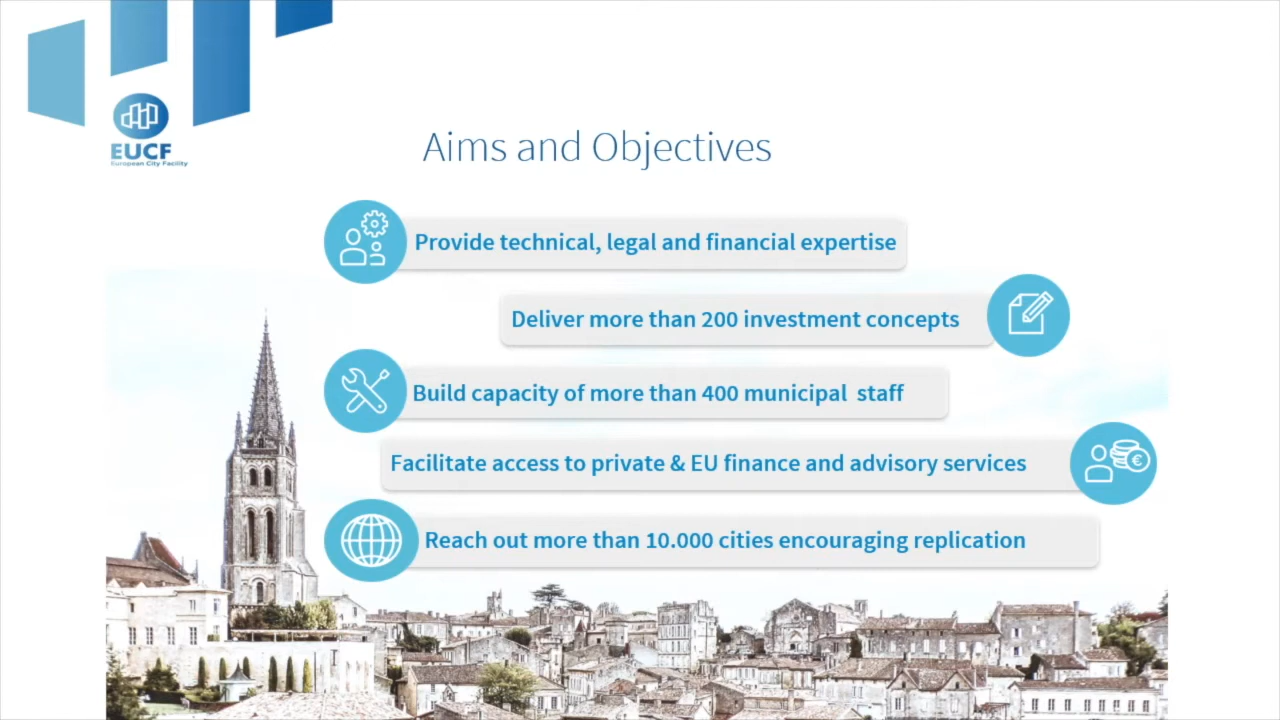 EUCF
European City Facility
Aims and Objectives
Provide technical, legal and financial expertise
Deliver more than 200 investment concepts
Build capacity of more than 400 municipal  staff
Facilitate access to private & EU finance and advisory services
€
Reach out more than 10.000 cities encouraging replication